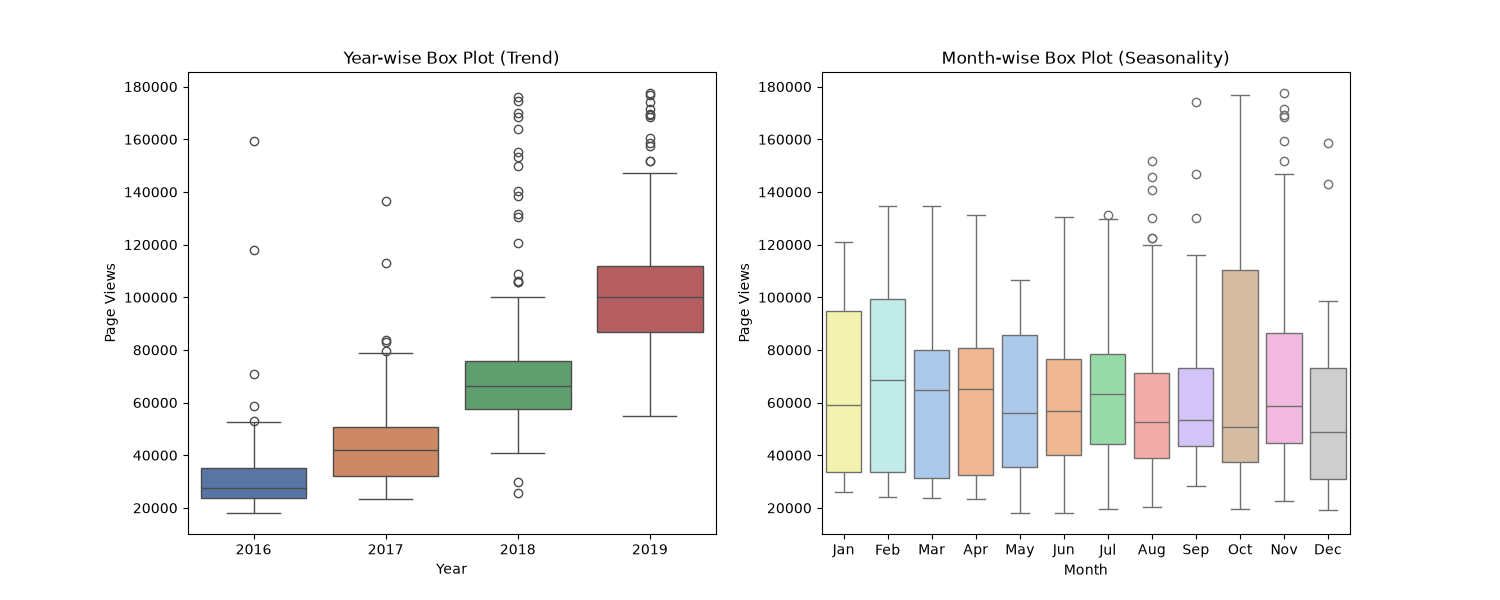 Year-wise Box Plot (Trend)
Page Views
180000
160000
140000
120000
100000
80000
60000
40000
20000
2016 2017 2018 2019
Year
Month-wise Box Plot (Seasonality)
Page Views
180000
160000
140000
120000
100000
80000
60000
40000
20000
Jan Feb Mar Apr May Jun Jul Aug Sep Oct Nov Dec
Month